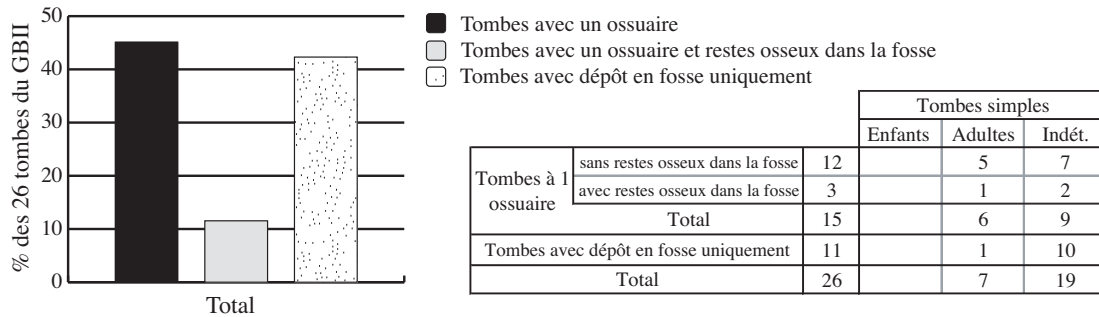 % des 26 tombes du GBII
50
40
30
20
10
0
Total
Tombes avec un ossuaire
Tombes avec un ossuaire et restes osseux dans la fosse
Tombes avec dépôt en fosse uniquement
Tombes simples
Enfants Adultes Indét.
Tombes à 1 ossuaire
sans restes osseux dans la fosse 12 5 7
avec restes osseux dans la fosse 3 1 2
Total 15 6 9
Tombes avec dépôt en fosse uniquement 11 1 10
Total 26 7 19